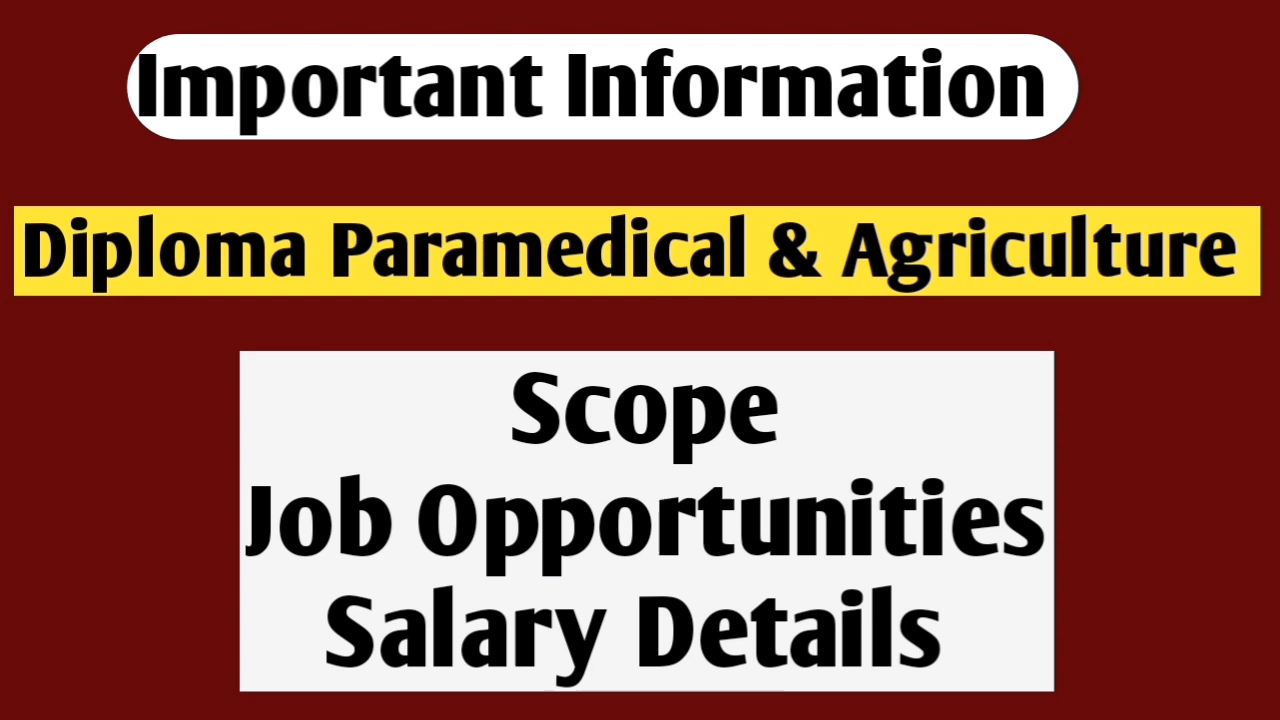 Important Information
Diploma Paramedical & Agriculture
Scope
Job Opportunities
Salary Details